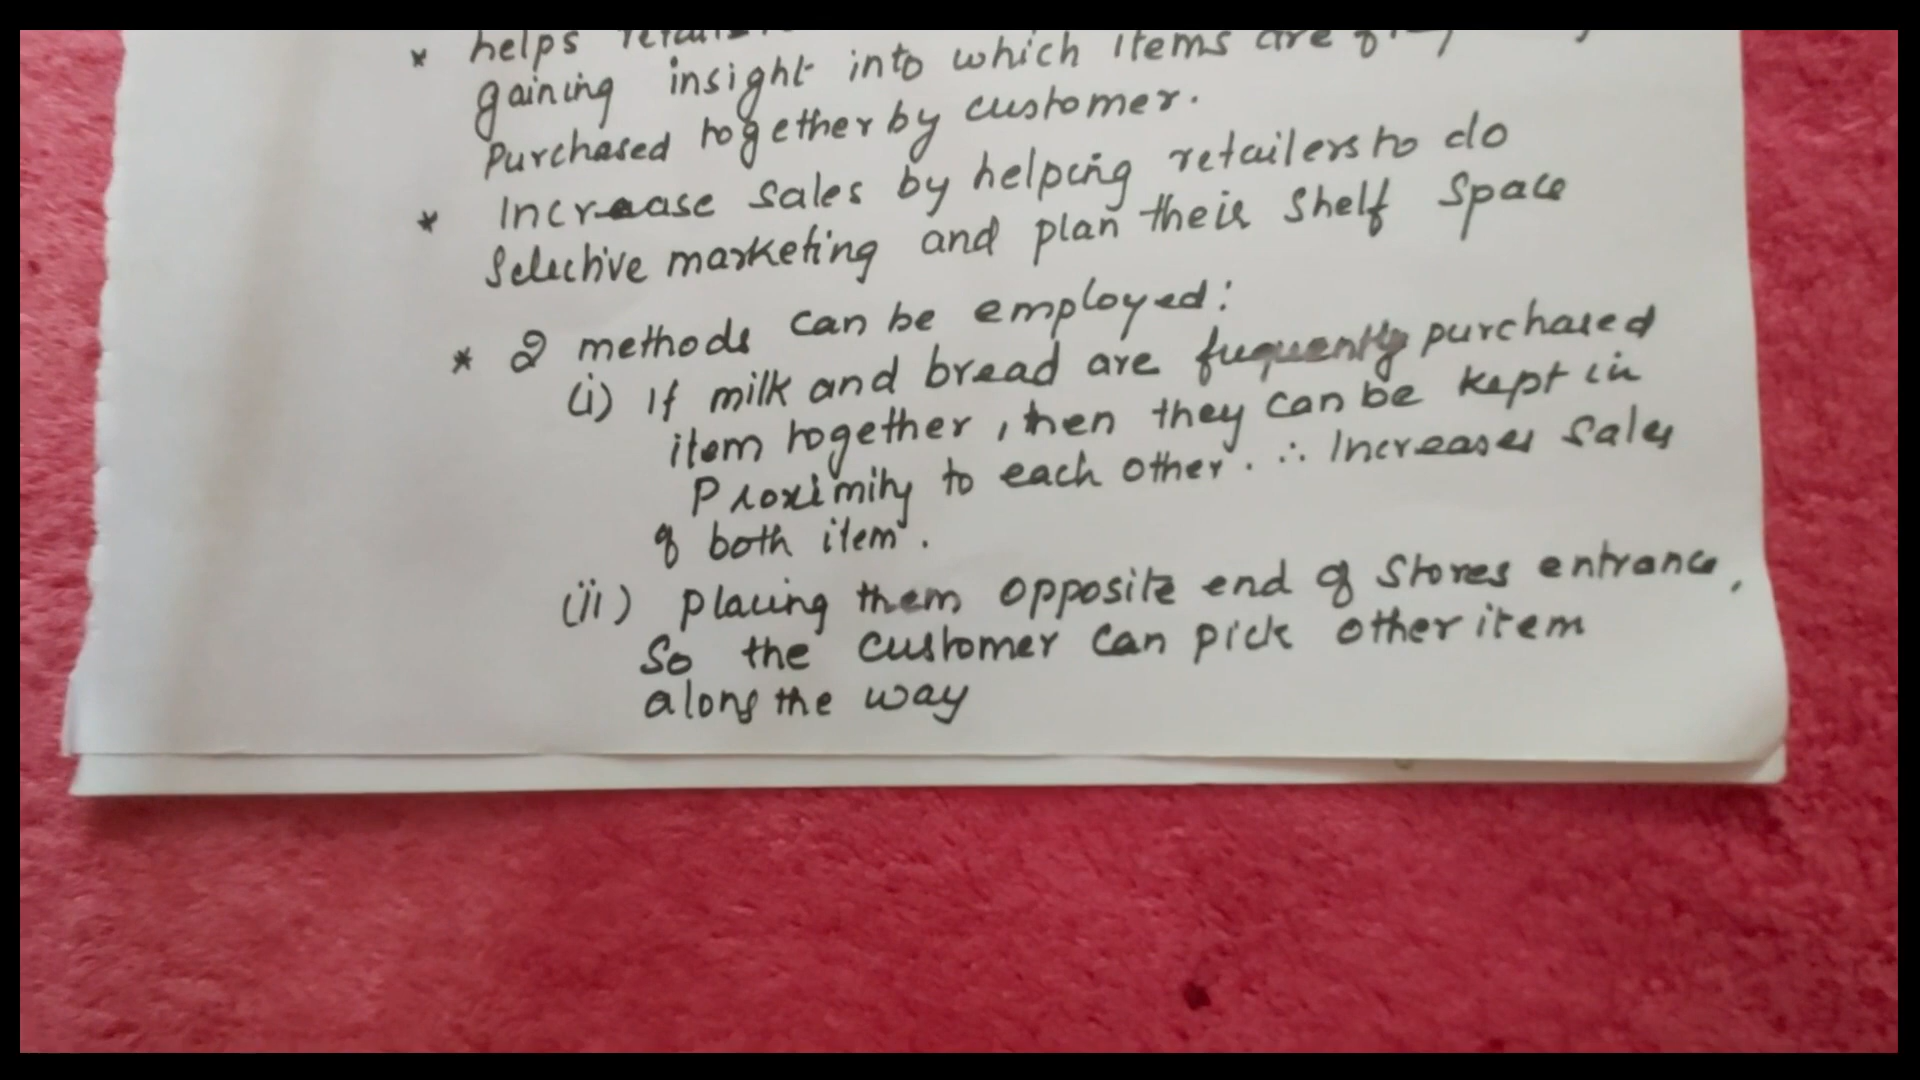 * helps
gaining insight into which items are
purchased together by customer.
* Increase sales by helping retailers to do
Selective marketing and plan their shelf space
* 2 methods can be employed:
(i) If milk and bread are frequently purchased
item together, then they can be kept in
Proximity to each other. ∴ Increases sales
of both item.
(ii) placing them opposite end of stores entrance,
So the customer can pick other item
along the way